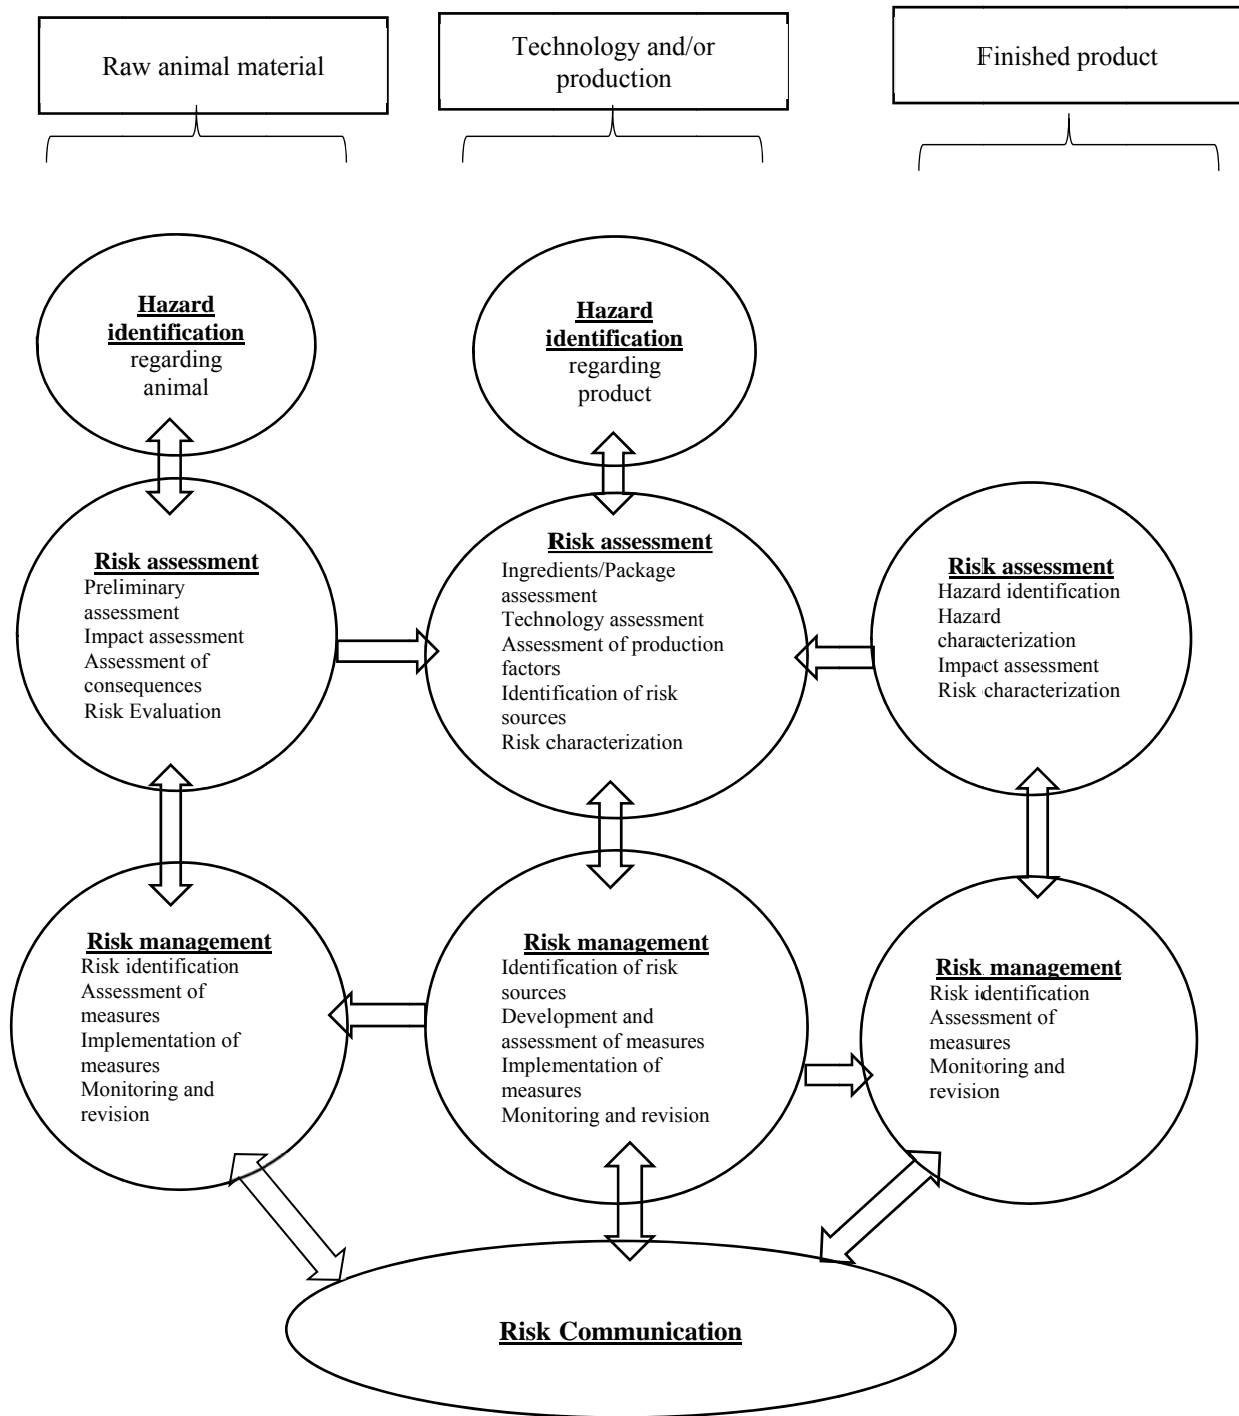 Raw animal material
Technology and/or
production
Finished product
Hazard
identification
regarding
animal
Hazard
identification
regarding
product
Risk assessment
Preliminary
assessment
Impact assessment
Assessment of
consequences
Risk Evaluation
Risk assessment
Ingredients/Package
assessment
Technology assessment
Assessment of production
factors
Identification of risk
sources
Risk characterization
Risk assessment
Hazard identification
Hazard
characterization
Impact assessment
Risk characterization
Risk management
Risk identification
Assessment of
measures
Implementation of
measures
Monitoring and
revision
Risk management
Identification of risk
sources
Development and
assessment of measures
Implementation of
measures
Monitoring and revision
Risk management
Risk identification
Assessment of
measures
Monitoring and
revision
Risk Communication